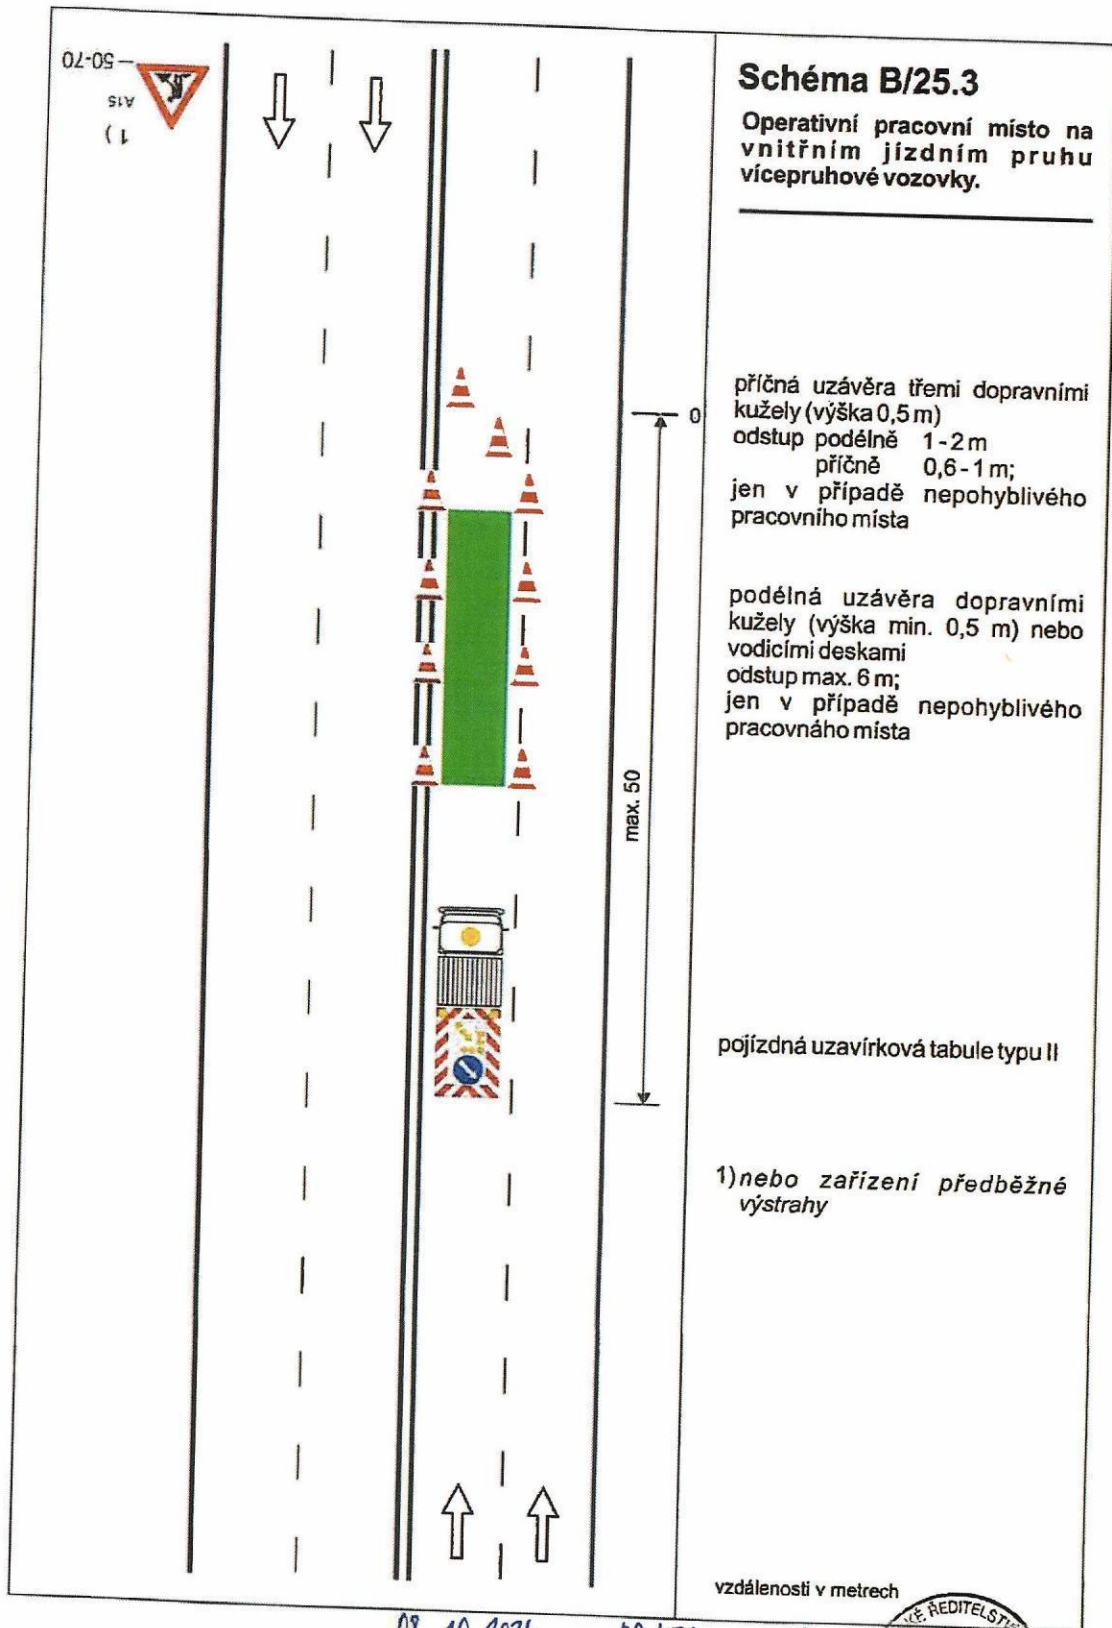 50-70
A15
1)
Schéma B/25.3
Operativní pracovní místo na
vnitřním jízdním pruhu
vícepruhové vozovky.
0
příčná uzávěra třemi dopravními
kužely (výška 0,5 m)
odstup podélně 1-2 m
příčně 0,6-1 m;
jen v případě nepohyblivého
pracovního místa
podélná uzávěra dopravními
kužely (výška min. 0,5 m) nebo
vodicími deskami
odstup max. 6 m;
jen v případě nepohyblivého
pracovnáho místa
max. 50
pojízdná uzavírková tabule typu II
1) nebo zařízení předběžné
výstrahy
vzdálenosti v metrech
ŘEDITELSTV